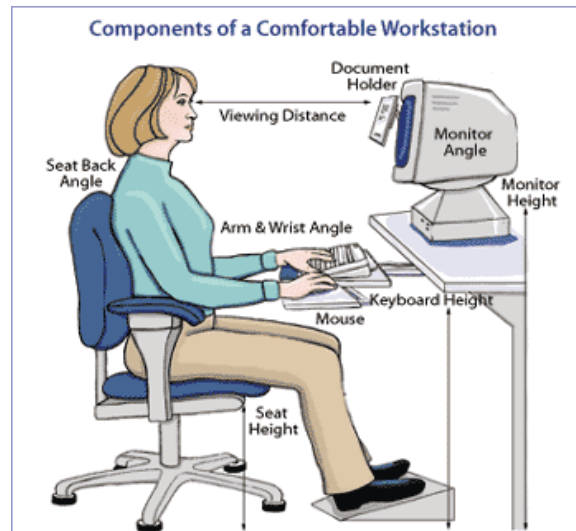 Components of a Comfortable Workstation
Document
Holder
Viewing Distance
Monitor
Angle
Seat Back
Angle
Monitor
Height
Arm & Wrist Angle
Keyboard Height
Mouse
Seat
Height